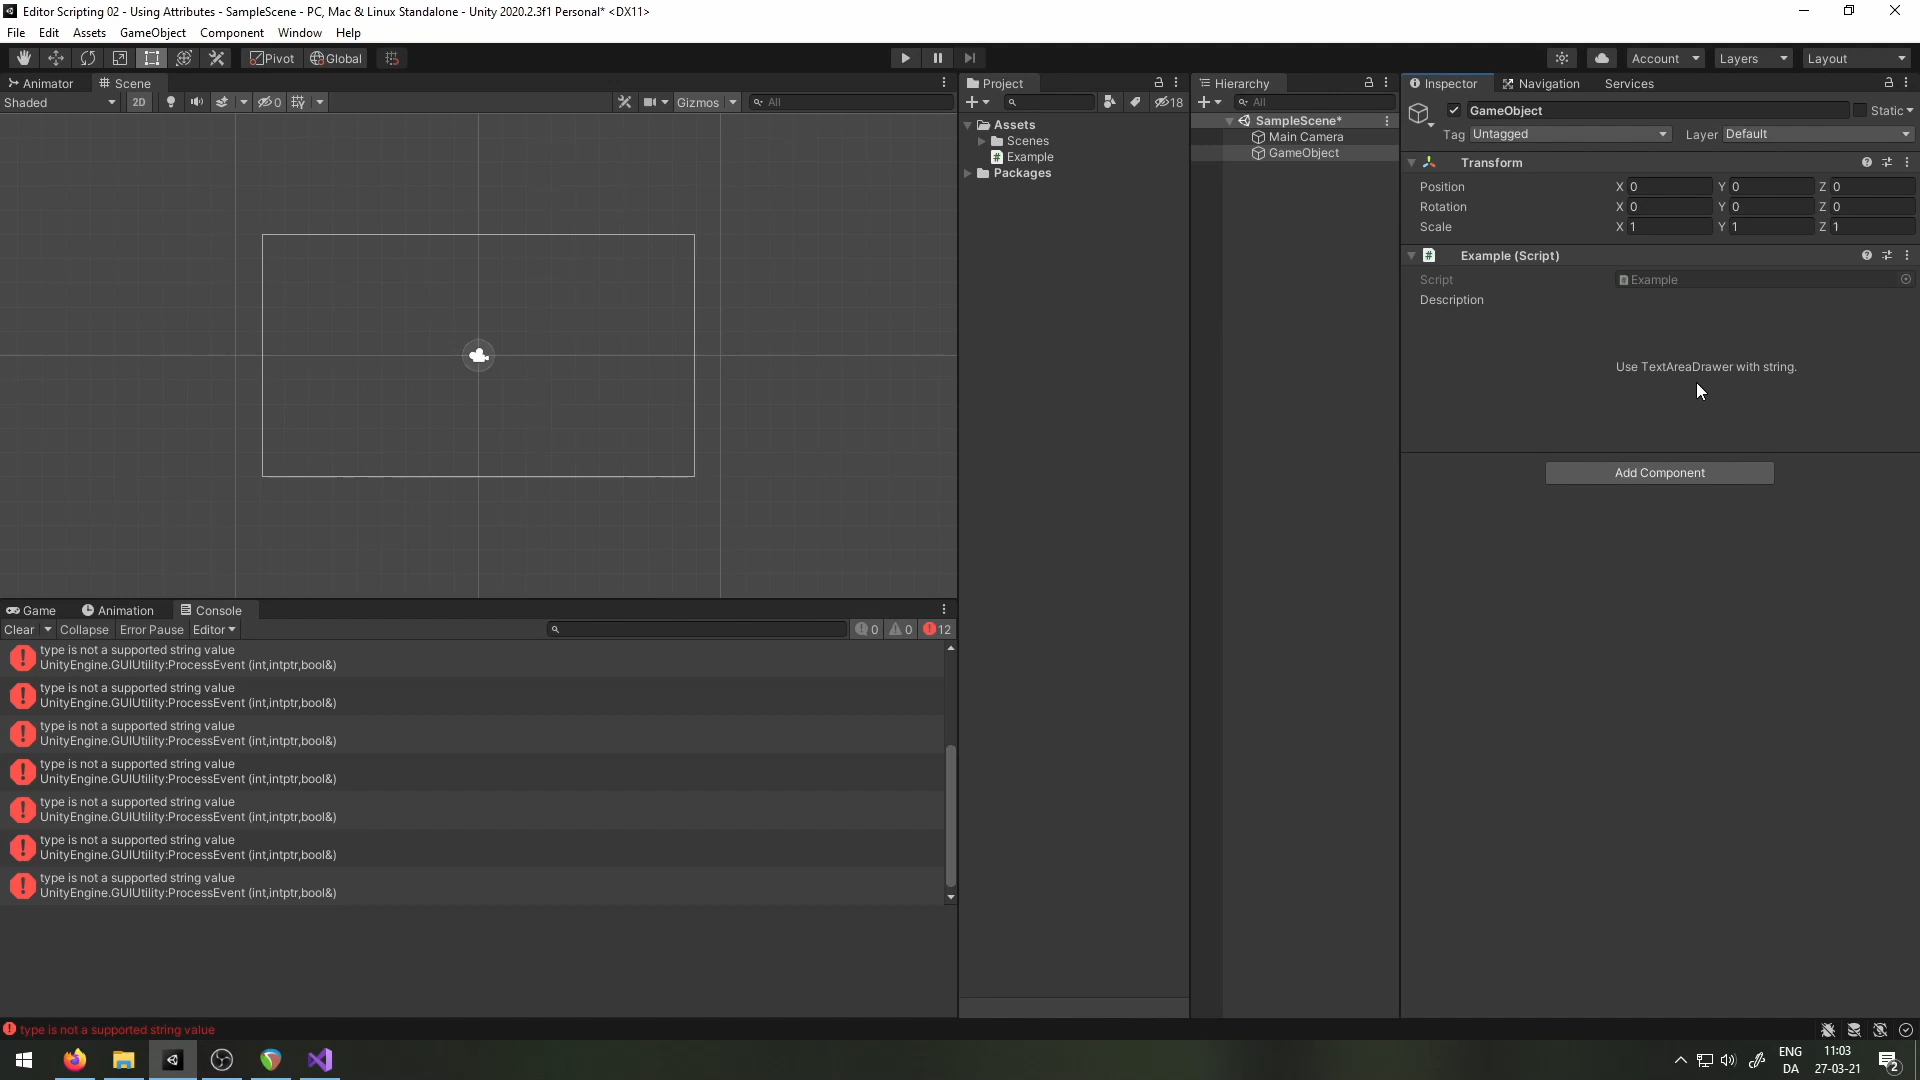 Editor Scripting 02 - Using Attributes - SampleScene - PC, Mac & Linux Standalone - Unity 2020.2.3f1 Personal* <DX11>
File Edit Assets GameObject Component Window Help
Pivot Global Account Layers Layout
Animator Scene
Shaded 2D 0 Gizmos All
Project
18
Assets
Scenes
Example
Packages
Hierarchy
All
SampleScene*
Main Camera
GameObject
Inspector Navigation Services
GameObject Static
Tag Untagged Layer Default
Transform
Position X 0 Y 0 Z 0
Rotation X 0 Y 0 Z 0
Scale X 1 Y 1 Z 1
Example (Script)
Script Example
Description
Use TextAreaDrawer with string.
Add Component
Game Animation Console
Clear Collapse Error Pause Editor 0 0 12
type is not a supported string value
UnityEngine.GUIUtility:ProcessEvent (int,intptr,bool&)
type is not a supported string value
UnityEngine.GUIUtility:ProcessEvent (int,intptr,bool&)
type is not a supported string value
UnityEngine.GUIUtility:ProcessEvent (int,intptr,bool&)
type is not a supported string value
UnityEngine.GUIUtility:ProcessEvent (int,intptr,bool&)
type is not a supported string value
UnityEngine.GUIUtility:ProcessEvent (int,intptr,bool&)
type is not a supported string value
UnityEngine.GUIUtility:ProcessEvent (int,intptr,bool&)
type is not a supported string value
UnityEngine.GUIUtility:ProcessEvent (int,intptr,bool&)
type is not a supported string value
ENG 11:03
DA 27-03-21 2